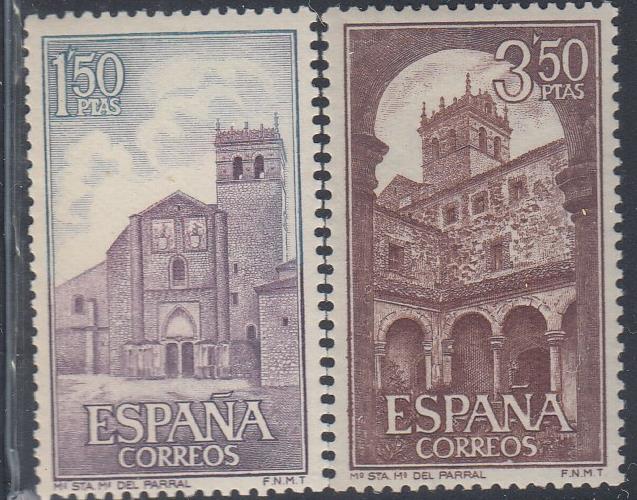 1'50
PTAS
ESPAÑA
CORREOS
Mº STA. Mª DEL PARRAL F.N.M.T
3'50
PTAS
ESPAÑA
CORREOS
Mº STA. Mª DEL PARRAL F.N.M.T